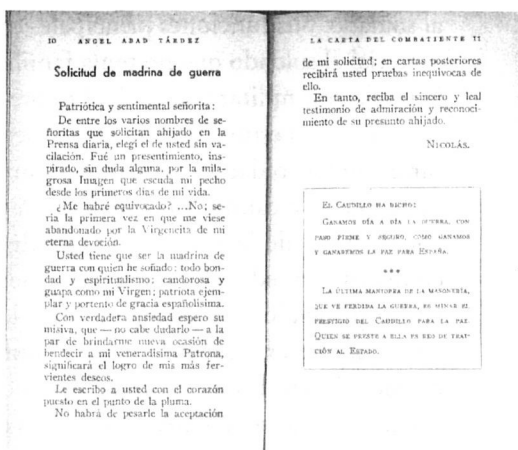 10 ANGEL ABAD TÁRDEZ
Solicitud de madrina de guerra
Patriótica y sentimental señorita:
De entre los varios nombres de se-
ñoritas que solicitan ahijado en la
Prensa diaria, elegí el de usted sin va-
cilación. Fué un presentimiento, ins-
pirado, sin duda alguna, por la mila-
grosa Imagen que escuda mi pecho
desde los primeros días de mi vida.
¿Me habré equivocado? ...No; se-
ría la primera vez en que me viese
abandonado por la Virgencita de mi
eterna devoción.
Usted tiene que ser la madrina de
guerra con quien he soñado: todo bon-
dad y espiritualismo; candorosa y
guapa como mi Virgen; patriota ejem-
plar y portento de gracia españolísima.
Con verdadera ansiedad espero su
misiva, que — no cabe dudarlo — a la
par de brindarme nueva ocasión de
bendecir a mi veneradísima Patrona,
significará el logro de mis más fer-
vientes deseos.
Le escribo a usted con el corazón
puesto en el punto de la pluma.
No habrá de pesarle la aceptación
LA CARTA DEL COMBATIENTE 11
de mi solicitud; en cartas posteriores
recibirá usted pruebas inequívocas de
ello.
En tanto, reciba el sincero y leal
testimonio de admiración y reconoci-
miento de su presunto ahijado.
NICOLÁS.
EL CAUDILLO HA DICHO:
GANAMOS DÍA A DÍA LA GUERRA, CON
PASO FIRME Y SEGURO, COMO GANAMOS
Y GANAREMOS LA PAZ PARA ESPAÑA.
***
LA ÚLTIMA MANIOBRA DE LA MASONERÍA,
QUE VE PERDIDA LA GUERRA, ES MINAR EL
PRESTIGIO DEL CAUDILLO PARA LA PAZ.
QUIEN SE PRESTE A ELLA ES REO DE TRAI-
CIÓN AL ESTADO.